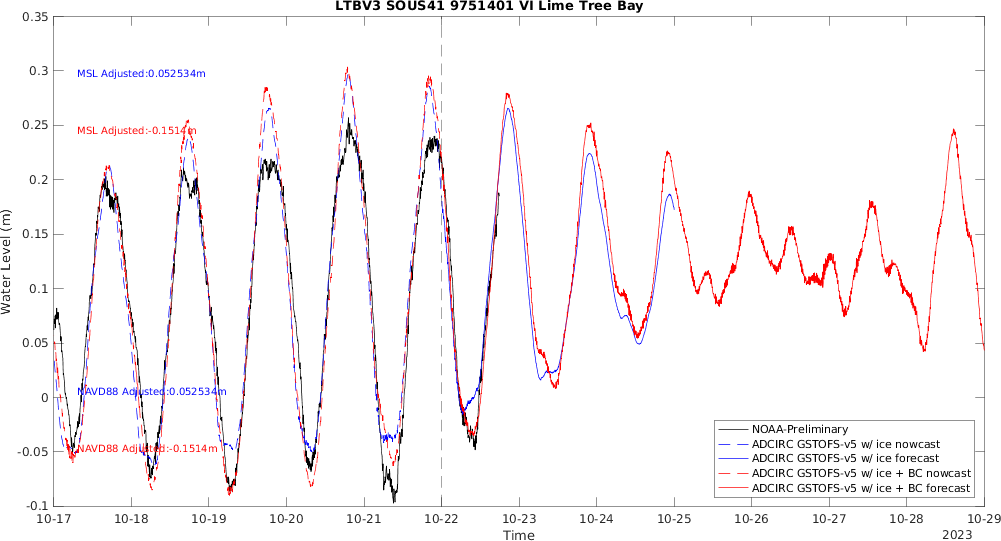 LTBV3 SOUS41 9751401 VI Lime Tree Bay
0.35
0.3
0.25
0.2
0.15
0.1
0.05
0
-0.05
-0.1
Water Level (m)
MSL Adjusted:0.052534m
MSL Adjusted:-0.1514m
NAVD88 Adjusted:0.052534m
NAVD88 Adjusted:-0.1514m
NOAA-Preliminary
ADCIRC GSTOFS-v5 w/ ice nowcast
ADCIRC GSTOFS-v5 w/ ice forecast
ADCIRC GSTOFS-v5 w/ ice + BC nowcast
ADCIRC GSTOFS-v5 w/ ice + BC forecast
10-17 10-18 10-19 10-20 10-21 10-22 10-23 10-24 10-25 10-26 10-27 10-28 10-29
Time
2023